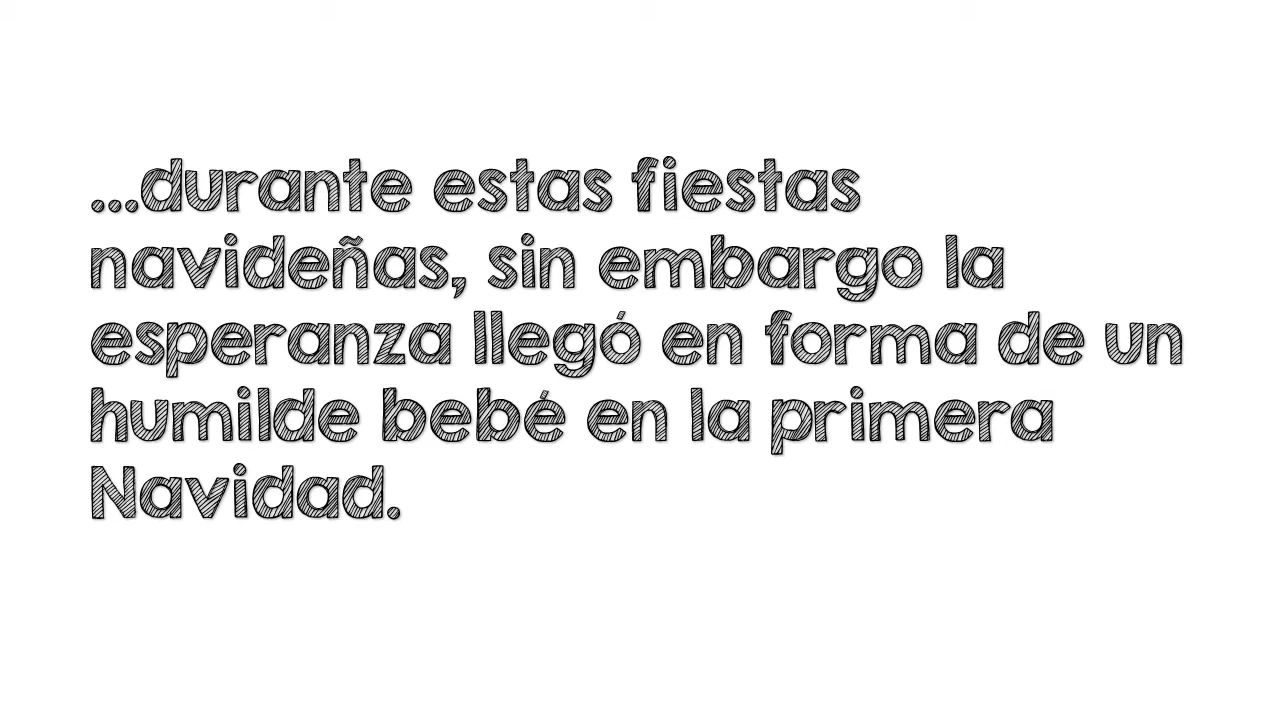 ...durante estas fiestas
navideñas, sin embargo la
esperanza llegó en forma de un
humilde bebé en la primera
Navidad.